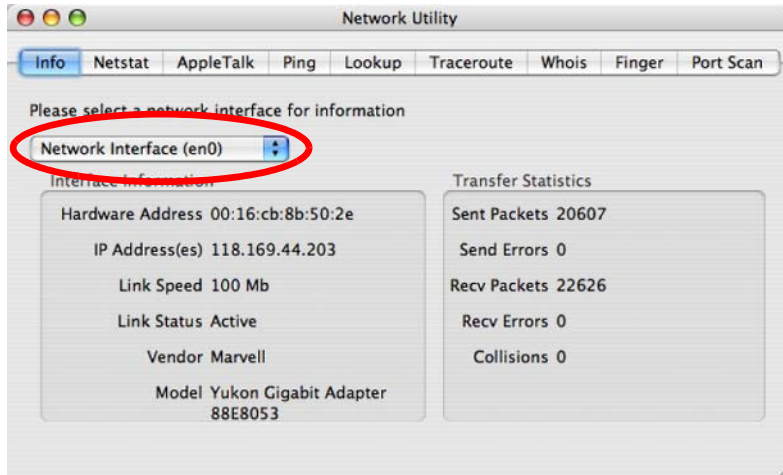 Network Utility
Info Netstat AppleTalk Ping Lookup Traceroute Whois Finger Port Scan
Please select a network interface for information
Network Interface (en0)
Interface Information
Hardware Address 00:16:cb:8b:50:2e
IP Address(es) 118.169.44.203
Link Speed 100 Mb
Link Status Active
Vendor Marvell
Model Yukon Gigabit Adapter
88E8053
Transfer Statistics
Sent Packets 20607
Send Errors 0
Recv Packets 22626
Recv Errors 0
Collisions 0